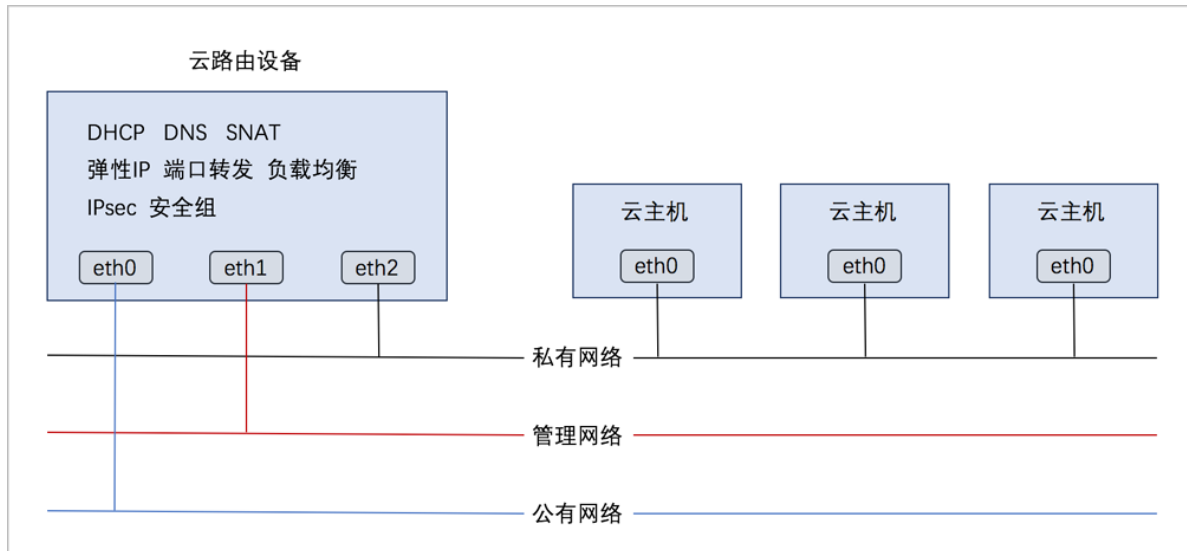 云路由设备
DHCP DNS SNAT
弹性IP 端口转发 负载均衡
IPsec 安全组
eth0 eth1 eth2
云主机 云主机 云主机
eth0 eth0 eth0
私有网络
管理网络
公有网络